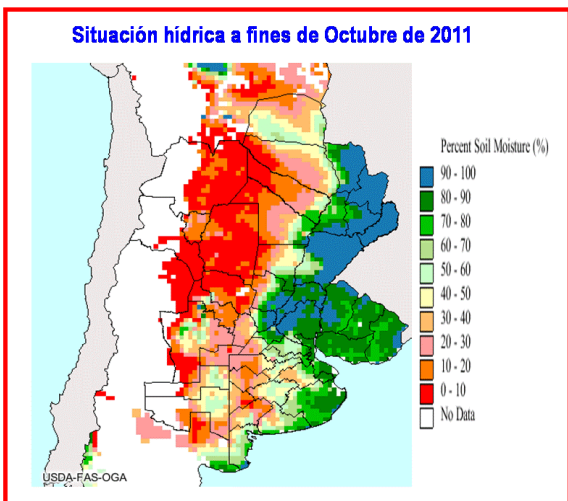 Situación hídrica a fines de Octubre de 2011
Percent Soil Moisture (%)
90 - 100
80 - 90
70 - 80
60 - 70
50 - 60
40 - 50
30 - 40
20 - 30
10 - 20
0 - 10
No Data
USDA-FAS-OGA